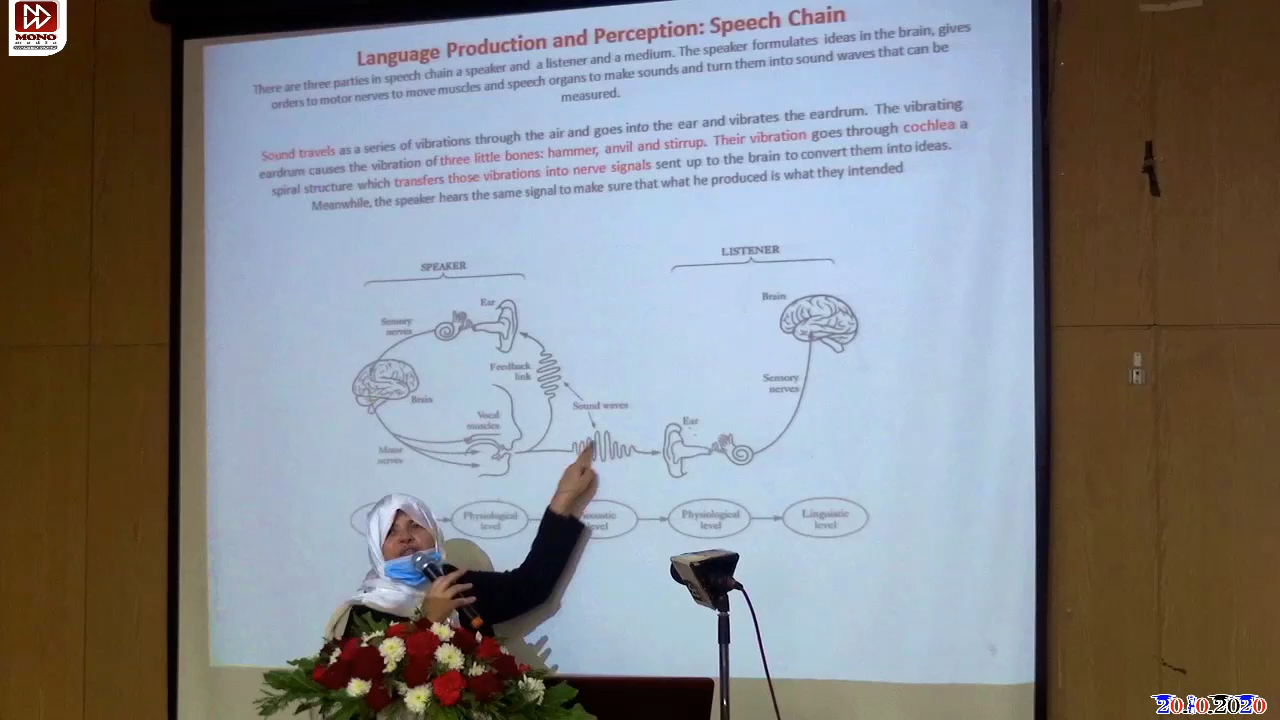 MONO
media
Language Production and Perception: Speech Chain
There are three parties in speech chain a speaker and a listener and a medium. The speaker formulates ideas in the brain, gives
orders to motor nerves to move muscles and speech organs to make sounds and turn them into sound waves that can be
measured.
Sound travels as a series of vibrations through the air and goes into the ear and vibrates the eardrum. The vibrating
eardrum causes the vibration of three little bones: hammer, anvil and stirrup. Their vibration goes through cochlea a
spiral structure which transfers those vibrations into nerve signals sent up to the brain to convert them into ideas.
Meanwhile, the speaker hears the same signal to make sure that what he produced is what they intended
SPEAKER
LISTENER
Ear
Brain
Sensory
nerves
Feedback
link
Sensory
nerves
Brain
Sound waves
Vocal
muscles
Ear
Motor
nerves
Physiological
level
level
Physiological
level
Linguistic
level
20.10.2020